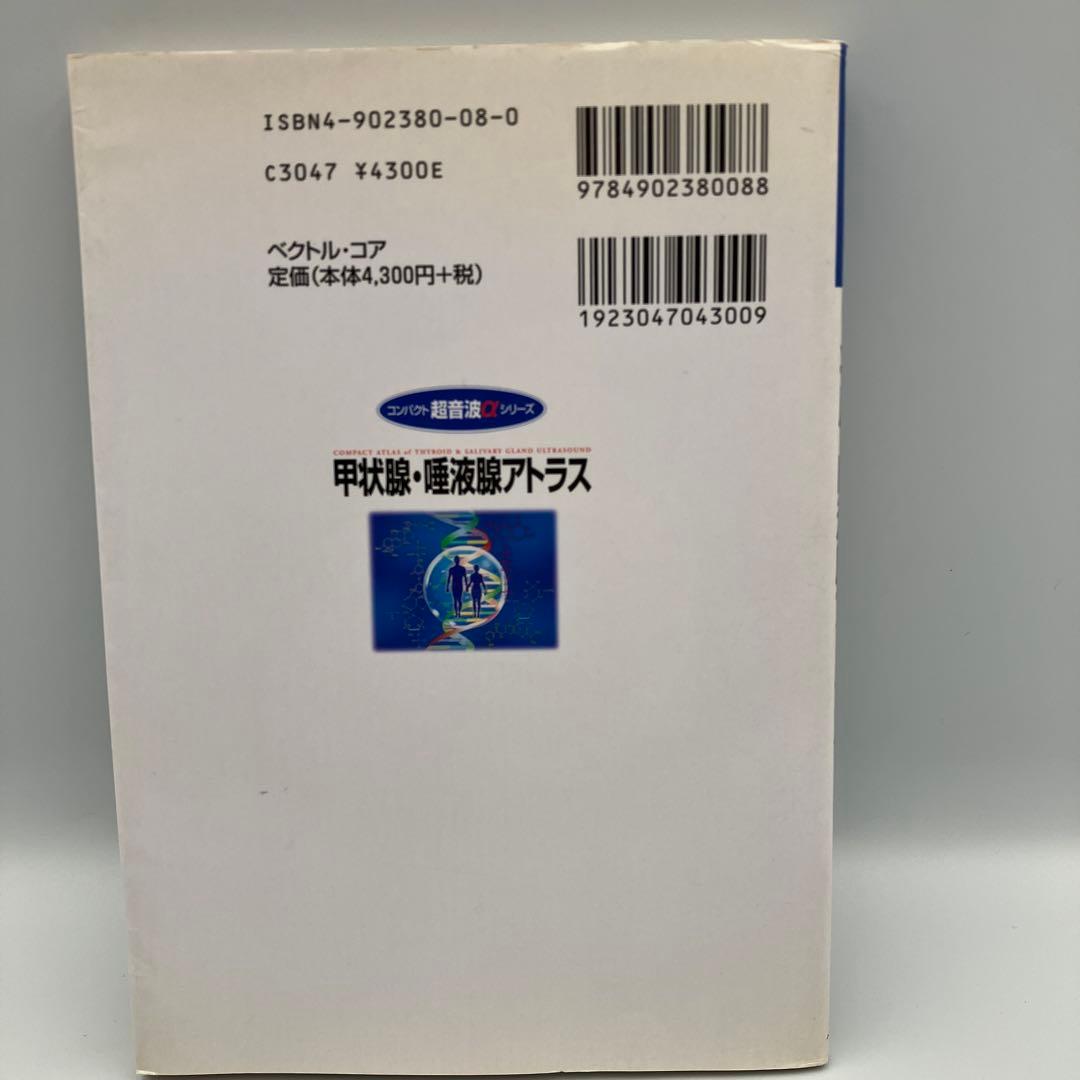 ISBN4-902380-08-0
C3047 ¥4300E
9784902380088
ベクトル・コア
定価(本体4,300円+税)
1923047043009
コンパクト超音波αシリーズ
COMPACT ATLAS of THYROID & SALIVARY GLAND ULTRASOUND
甲状腺・唾液腺アトラス